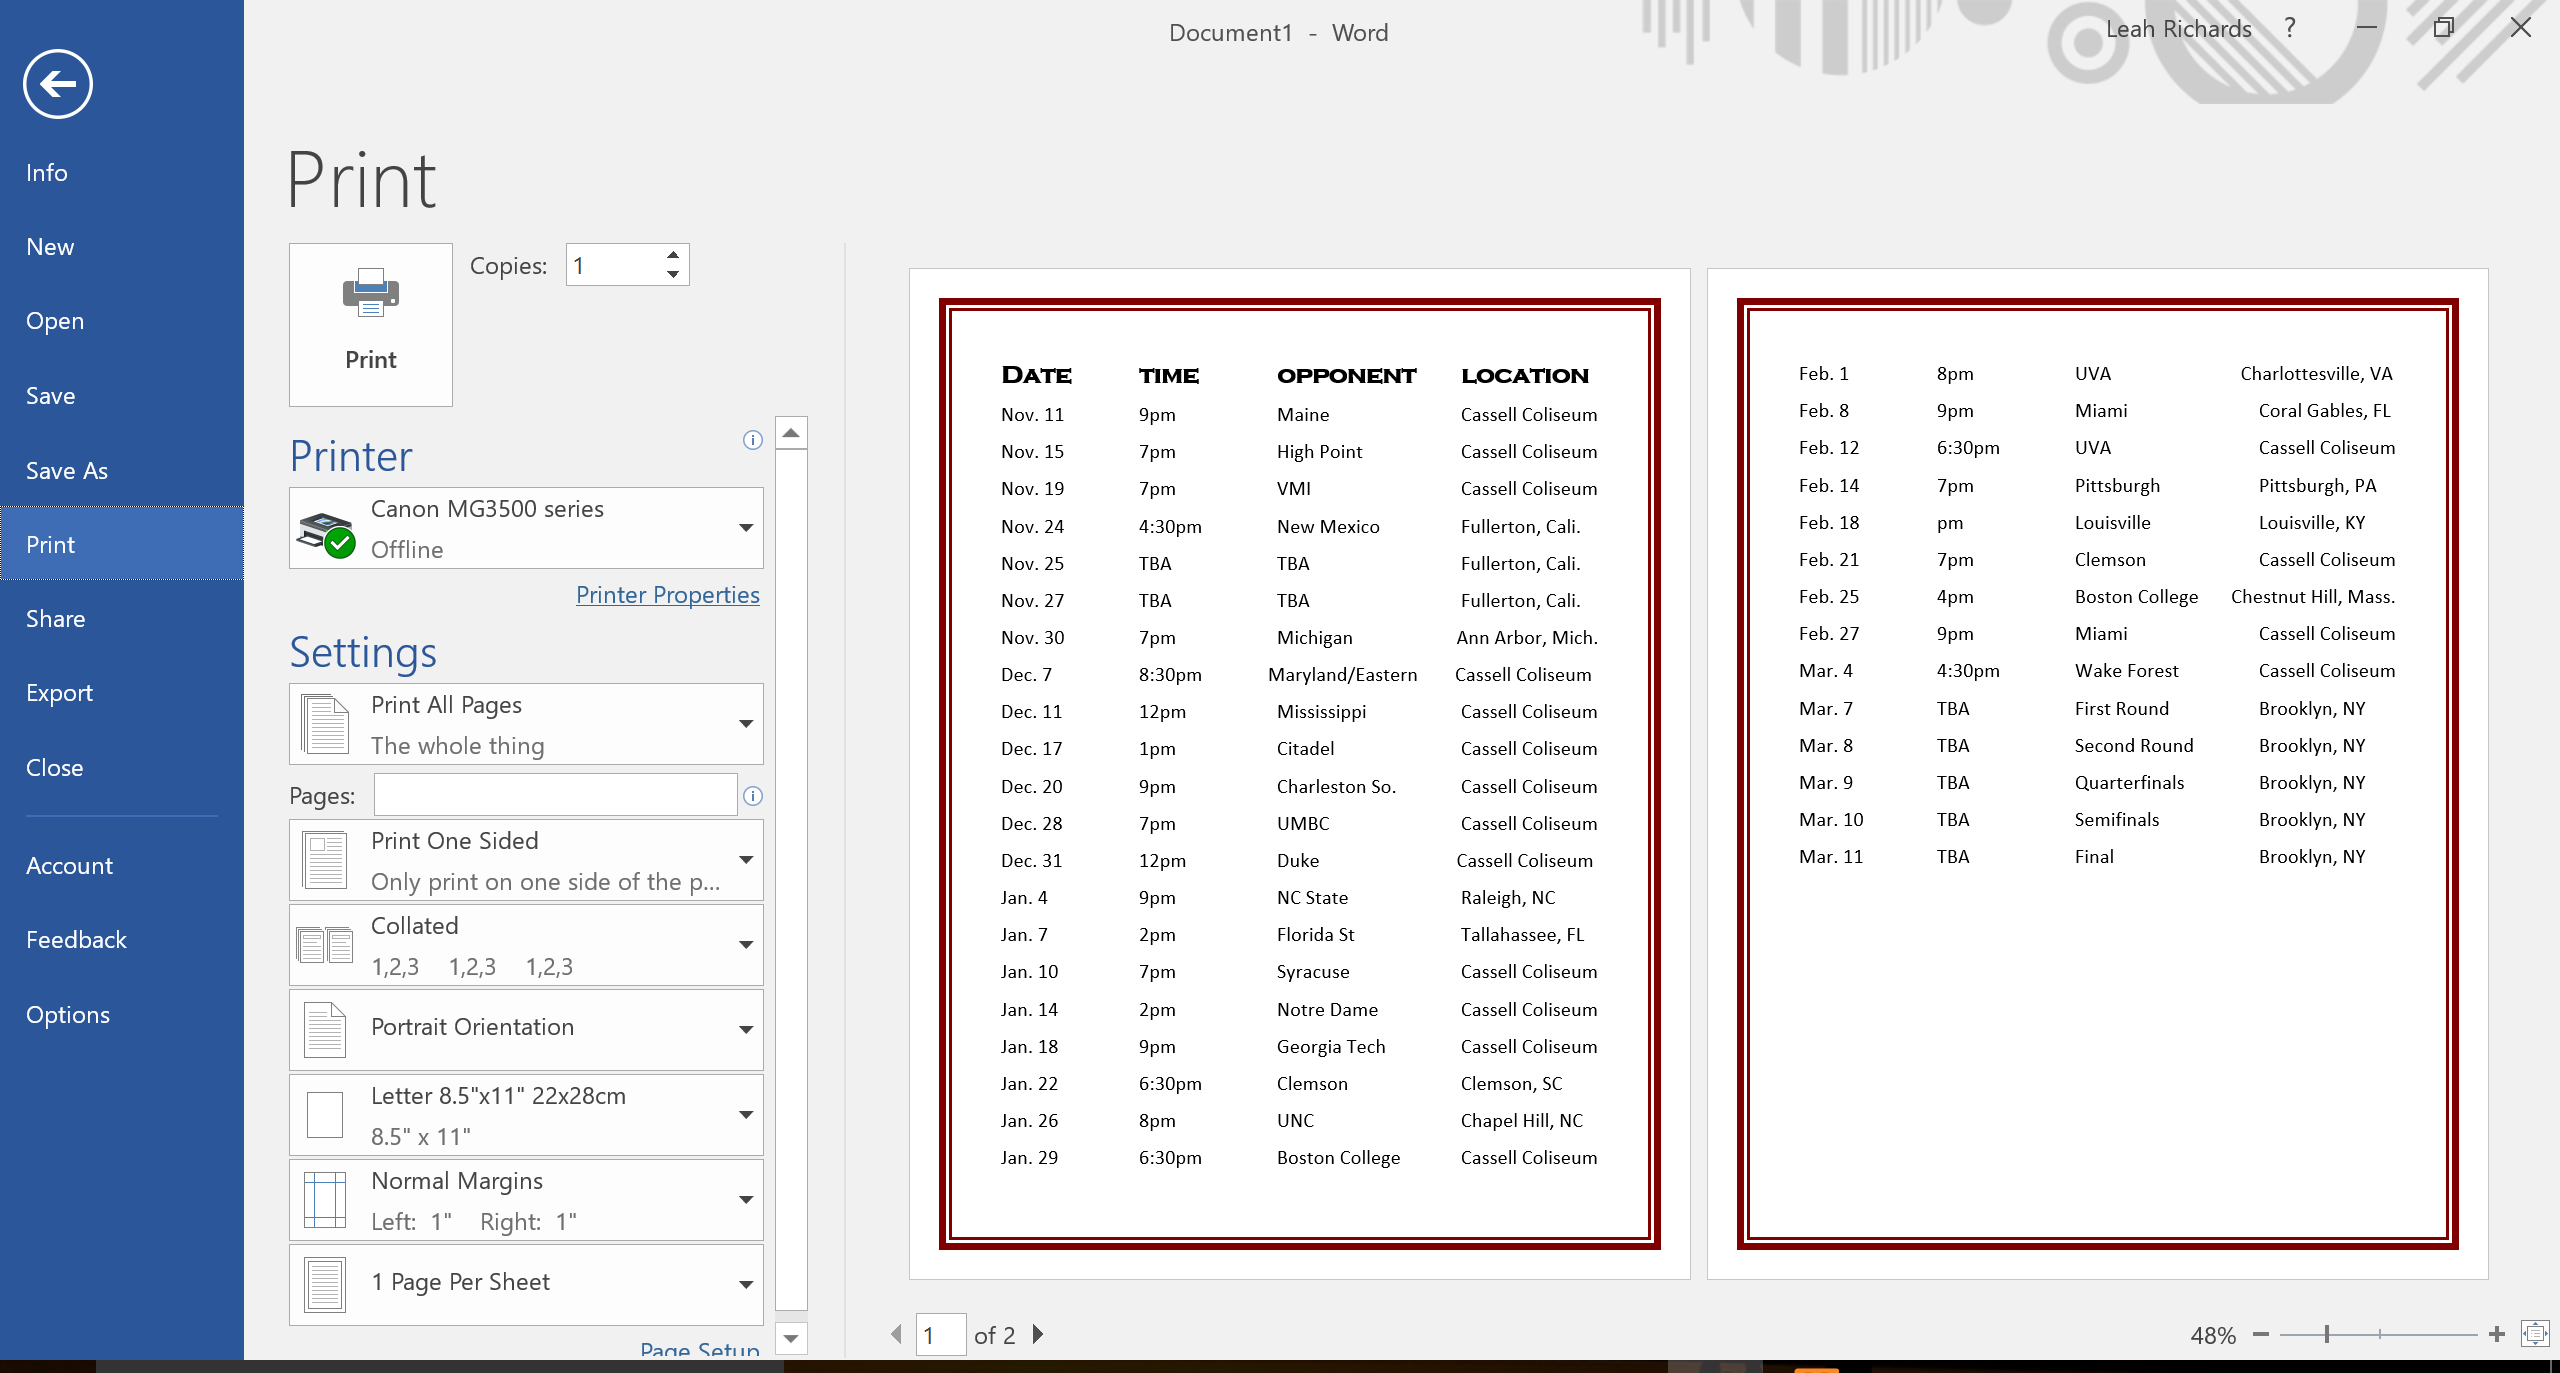 Document1 - Word
Leah Richards ?
Info
New
Open
Save
Save As
Print
Share
Export
Close
Account
Feedback
Options
Print
Print
Copies: 1
Printer
Canon MG3500 series
Offline
Printer Properties
Settings
Print All Pages
The whole thing
Pages:
Print One Sided
Only print on one side of the p...
Collated
1,2,3 1,2,3 1,2,3
Portrait Orientation
Letter 8.5"x11" 22x28cm
8.5" x 11"
Normal Margins
Left: 1" Right: 1"
1 Page Per Sheet
Page Setup
DATE TIME OPPONENT LOCATION
Nov. 11 9pm Maine Cassell Coliseum
Nov. 15 7pm High Point Cassell Coliseum
Nov. 19 7pm VMI Cassell Coliseum
Nov. 24 4:30pm New Mexico Fullerton, Cali.
Nov. 25 TBA TBA Fullerton, Cali.
Nov. 27 TBA TBA Fullerton, Cali.
Nov. 30 7pm Michigan Ann Arbor, Mich.
Dec. 7 8:30pm Maryland/Eastern Cassell Coliseum
Dec. 11 12pm Mississippi Cassell Coliseum
Dec. 17 1pm Citadel Cassell Coliseum
Dec. 20 9pm Charleston So. Cassell Coliseum
Dec. 28 7pm UMBC Cassell Coliseum
Dec. 31 12pm Duke Cassell Coliseum
Jan. 4 9pm NC State Raleigh, NC
Jan. 7 2pm Florida St Tallahassee, FL
Jan. 10 7pm Syracuse Cassell Coliseum
Jan. 14 2pm Notre Dame Cassell Coliseum
Jan. 18 9pm Georgia Tech Cassell Coliseum
Jan. 22 6:30pm Clemson Clemson, SC
Jan. 26 8pm UNC Chapel Hill, NC
Jan. 29 6:30pm Boston College Cassell Coliseum
Feb. 1 8pm UVA Charlottesville, VA
Feb. 8 9pm Miami Coral Gables, FL
Feb. 12 6:30pm UVA Cassell Coliseum
Feb. 14 7pm Pittsburgh Pittsburgh, PA
Feb. 18 pm Louisville Louisville, KY
Feb. 21 7pm Clemson Cassell Coliseum
Feb. 25 4pm Boston College Chestnut Hill, Mass.
Feb. 27 9pm Miami Cassell Coliseum
Mar. 4 4:30pm Wake Forest Cassell Coliseum
Mar. 7 TBA First Round Brooklyn, NY
Mar. 8 TBA Second Round Brooklyn, NY
Mar. 9 TBA Quarterfinals Brooklyn, NY
Mar. 10 TBA Semifinals Brooklyn, NY
Mar. 11 TBA Final Brooklyn, NY
1 of 2
48%